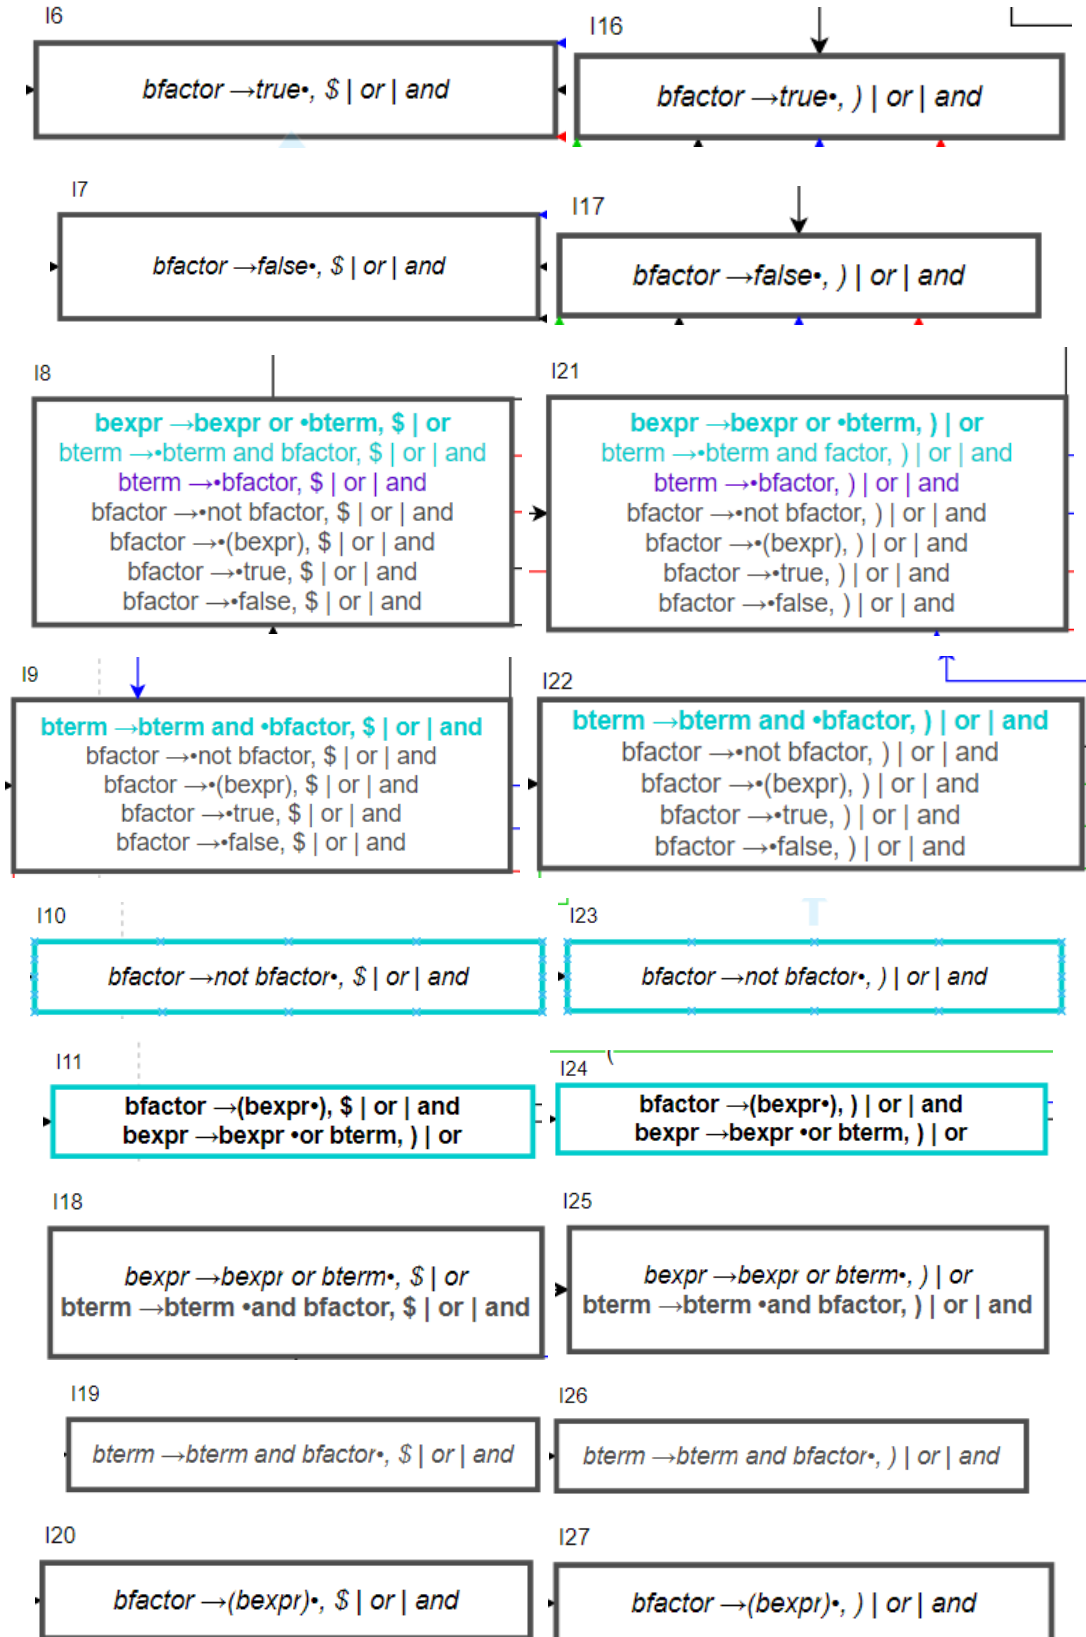 I6
bfactor →true•, $ | or | and
I16
bfactor →true•, ) | or | and
I7
bfactor →false•, $ | or | and
I17
bfactor →false•, ) | or | and
I8
bexpr →bexpr or •bterm, $ | or
bterm →•bterm and bfactor, $ | or | and
bterm →•bfactor, $ | or | and
bfactor →•not bfactor, $ | or | and
bfactor →•(bexpr), $ | or | and
bfactor →•true, $ | or | and
bfactor →•false, $ | or | and
I21
bexpr →bexpr or •bterm, ) | or
bterm →•bterm and factor, ) | or | and
bterm →•bfactor, ) | or | and
bfactor →•not bfactor, ) | or | and
bfactor →•(bexpr), ) | or | and
bfactor →•true, ) | or | and
bfactor →•false, ) | or | and
I9
bterm →bterm and •bfactor, $ | or | and
bfactor →•not bfactor, $ | or | and
bfactor →•(bexpr), $ | or | and
bfactor →•true, $ | or | and
bfactor →•false, $ | or | and
I22
bterm →bterm and •bfactor, ) | or | and
bfactor →•not bfactor, ) | or | and
bfactor →•(bexpr), ) | or | and
bfactor →•true, ) | or | and
bfactor →•false, ) | or | and
I10
bfactor →not bfactor•, $ | or | and
I23
bfactor →not bfactor•, ) | or | and
I11
bfactor →(bexpr•), $ | or | and
bexpr →bexpr •or bterm, ) | or
(
I24
bfactor →(bexpr•), ) | or | and
bexpr →bexpr •or bterm, ) | or
I18
bexpr →bexpr or bterm•, $ | or
bterm →bterm •and bfactor, $ | or | and
I25
bexpr →bexpr or bterm•, ) | or
bterm →bterm •and bfactor, ) | or | and
I19
bterm →bterm and bfactor•, $ | or | and
I26
bterm →bterm and bfactor•, ) | or | and
I20
bfactor →(bexpr)•, $ | or | and
I27
bfactor →(bexpr)•, ) | or | and